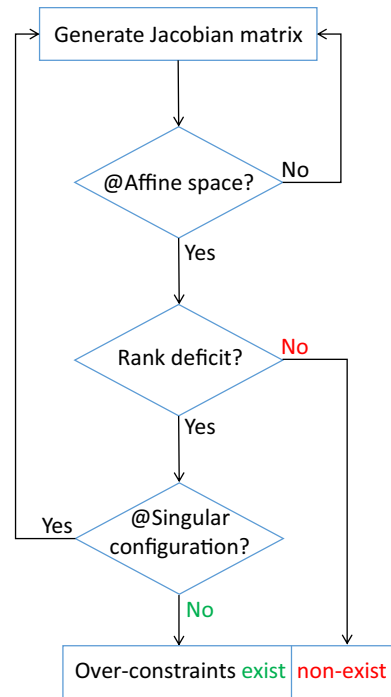 Generate Jacobian matrix
No
@Affine space?
Yes
No
Rank deficit?
Yes
Yes
@Singular
configuration?
No
Over-constraints exist non-exist